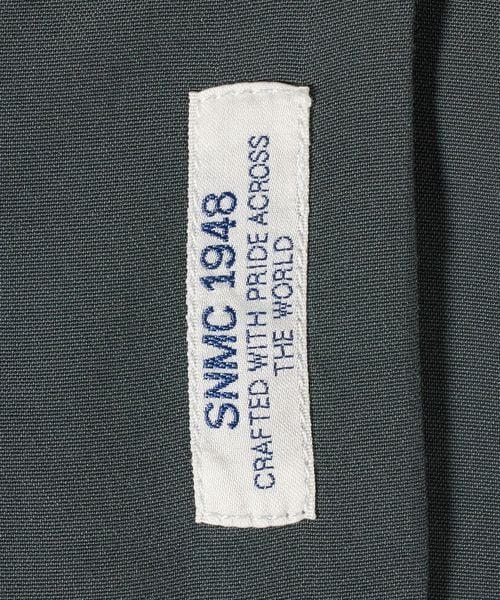 SNMC 1948
CRAFTED WITH PRIDE ACROSS
THE WORLD